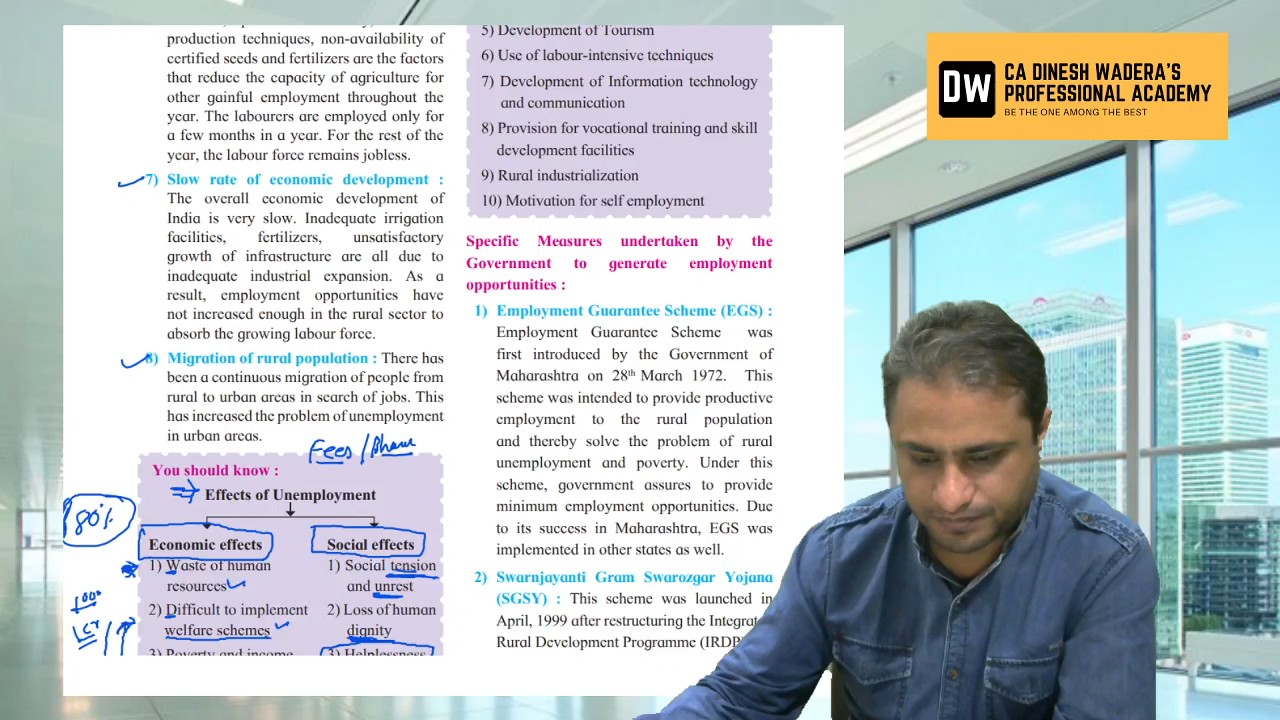 production techniques, non-availability of
certified seeds and fertilizers are the factors
that reduce the capacity of agriculture for
other gainful employment throughout the
year. The labourers are employed only for
a few months in a year. For the rest of the
year, the labour force remains jobless.
7) Slow rate of economic development :
The overall economic development of
India is very slow. Inadequate irrigation
facilities, fertilizers, unsatisfactory
growth of infrastructure are all due to
inadequate industrial expansion. As a
result, employment opportunities have
not increased enough in the rural sector to
absorb the growing labour force.
8) Migration of rural population : There has
been a continuous migration of people from
rural to urban areas in search of jobs. This
has increased the problem of unemployment
in urban areas.
Fees /
You should know :
Effects of Unemployment
80%
Economic effects
Social effects
1) Waste of human
resources
1) Social tension
and unrest
1000
2) Difficult to implement
welfare schemes
2) Loss of human
dignity
3) Poverty and income
3) Helplessness
5) Development of Tourism
6) Use of labour-intensive techniques
7) Development of Information technology
and communication
8) Provision for vocational training and skill
development facilities
9) Rural industrialization
10) Motivation for self employment
Specific Measures undertaken by the
Government to generate employment
opportunities :
1) Employment Guarantee Scheme (EGS) :
Employment Guarantee Scheme was
first introduced by the Government of
Maharashtra on 28th March 1972. This
scheme was intended to provide productive
employment to the rural population
and thereby solve the problem of rural
unemployment and poverty. Under this
scheme, government assures to provide
minimum employment opportunities. Due
to its success in Maharashtra, EGS was
implemented in other states as well.
2) Swarnjayanti Gram Swarozgar Yojana
(SGSY) : This scheme was launched in
April, 1999 after restructuring the
Rural Development Programme
DW
CA DINESH WADERA'S
PROFESSIONAL ACADEMY
BE THE ONE AMONG THE BEST